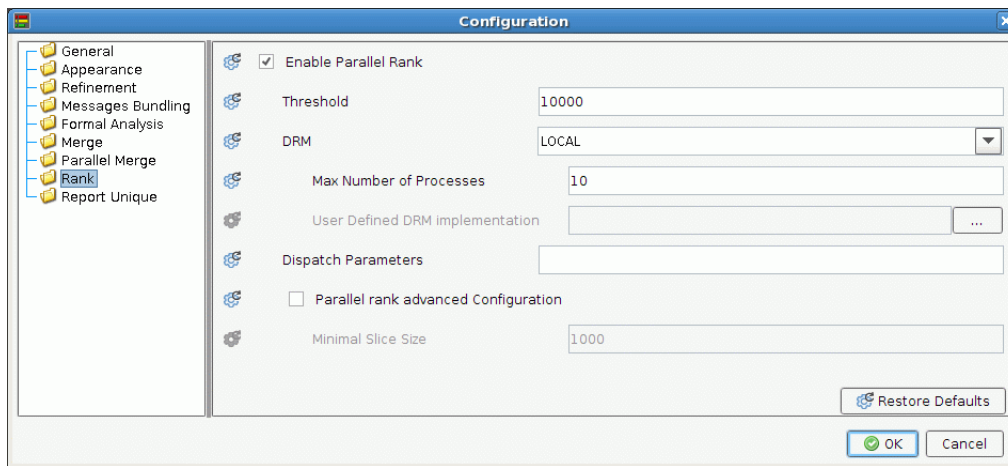 Configuration
General
Appearance
Refinement
Messages Bundling
Formal Analysis
Merge
Parallel Merge
Rank
Report Unique
Enable Parallel Rank
Threshold 10000
DRM LOCAL
Max Number of Processes 10
User Defined DRM implementation ...
Dispatch Parameters
Parallel rank advanced Configuration
Minimal Slice Size 1000
Restore Defaults
OK Cancel